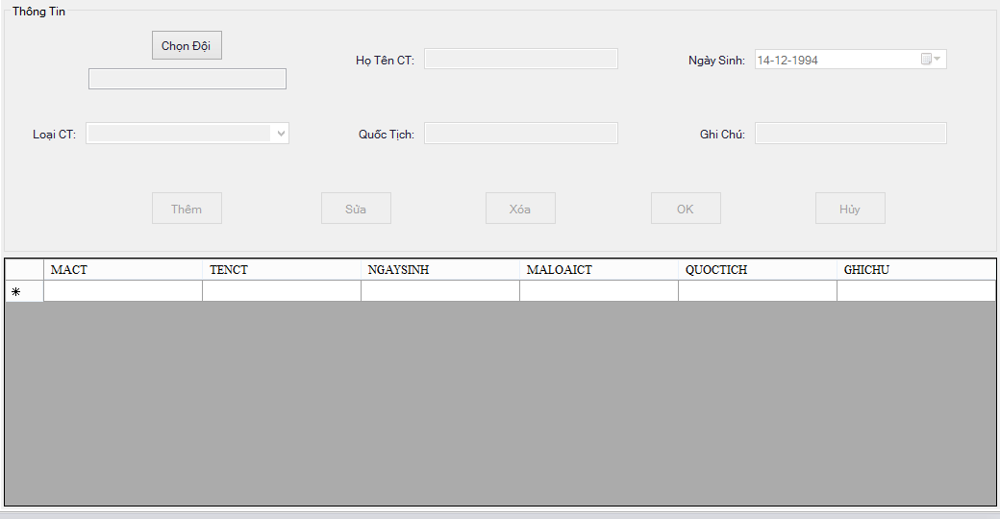 Thông Tin
Chọn Đội
Họ Tên CT:
Ngày Sinh: 14-12-1994
Loại CT:
Quốc Tịch:
Ghi Chú:
Thêm Sửa Xóa OK Hủy
MACT TENCT NGAYSINH MALOAICT QUOCTICH GHICHU